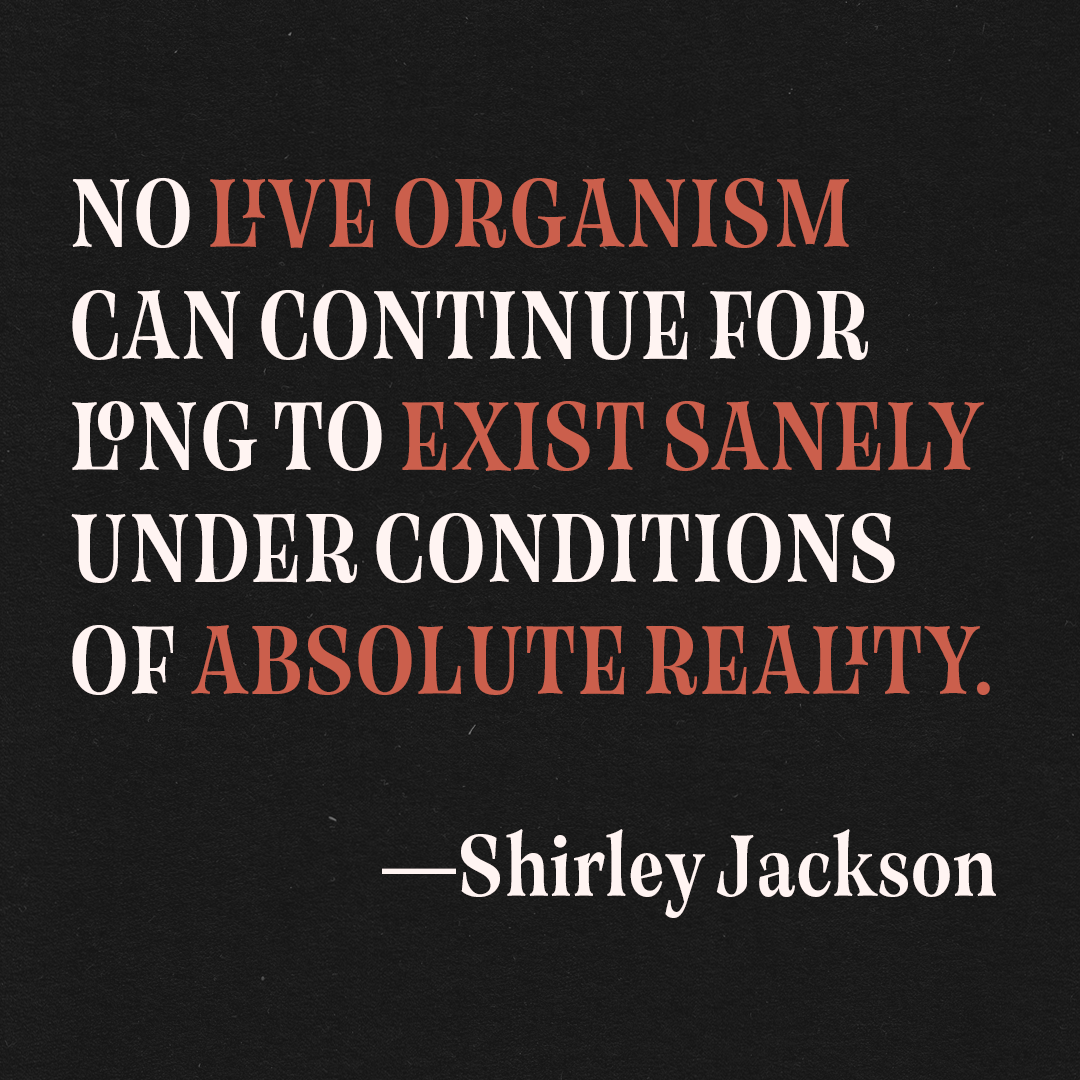 NO LIVE ORGANISM
CAN CONTINUE FOR
LONG TO EXIST SANELY
UNDER CONDITIONS
OF ABSOLUTE REALITY.
—Shirley Jackson